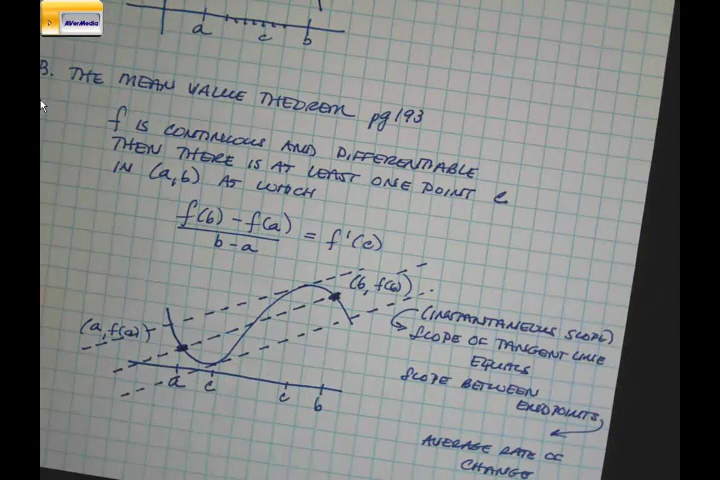 AVerMedia
a c b
3. THE MEAN VALUE THEOREM pg 193
f IS CONTINUOUS AND DIFFERENTIABLE
THEN THERE IS AT LEAST ONE POINT c
IN (a,b) AT WHICH
f(b) - f(a)
b - a
= f'(c)
(b, f(b))
(a, f(a))
(INSTANTANEOUS SLOPE)
SLOPE OF TANGENT LINE
EQUALS
SLOPE BETWEEN
ENDPOINTS,
a c c b
AVERAGE RATE OF
CHANGE